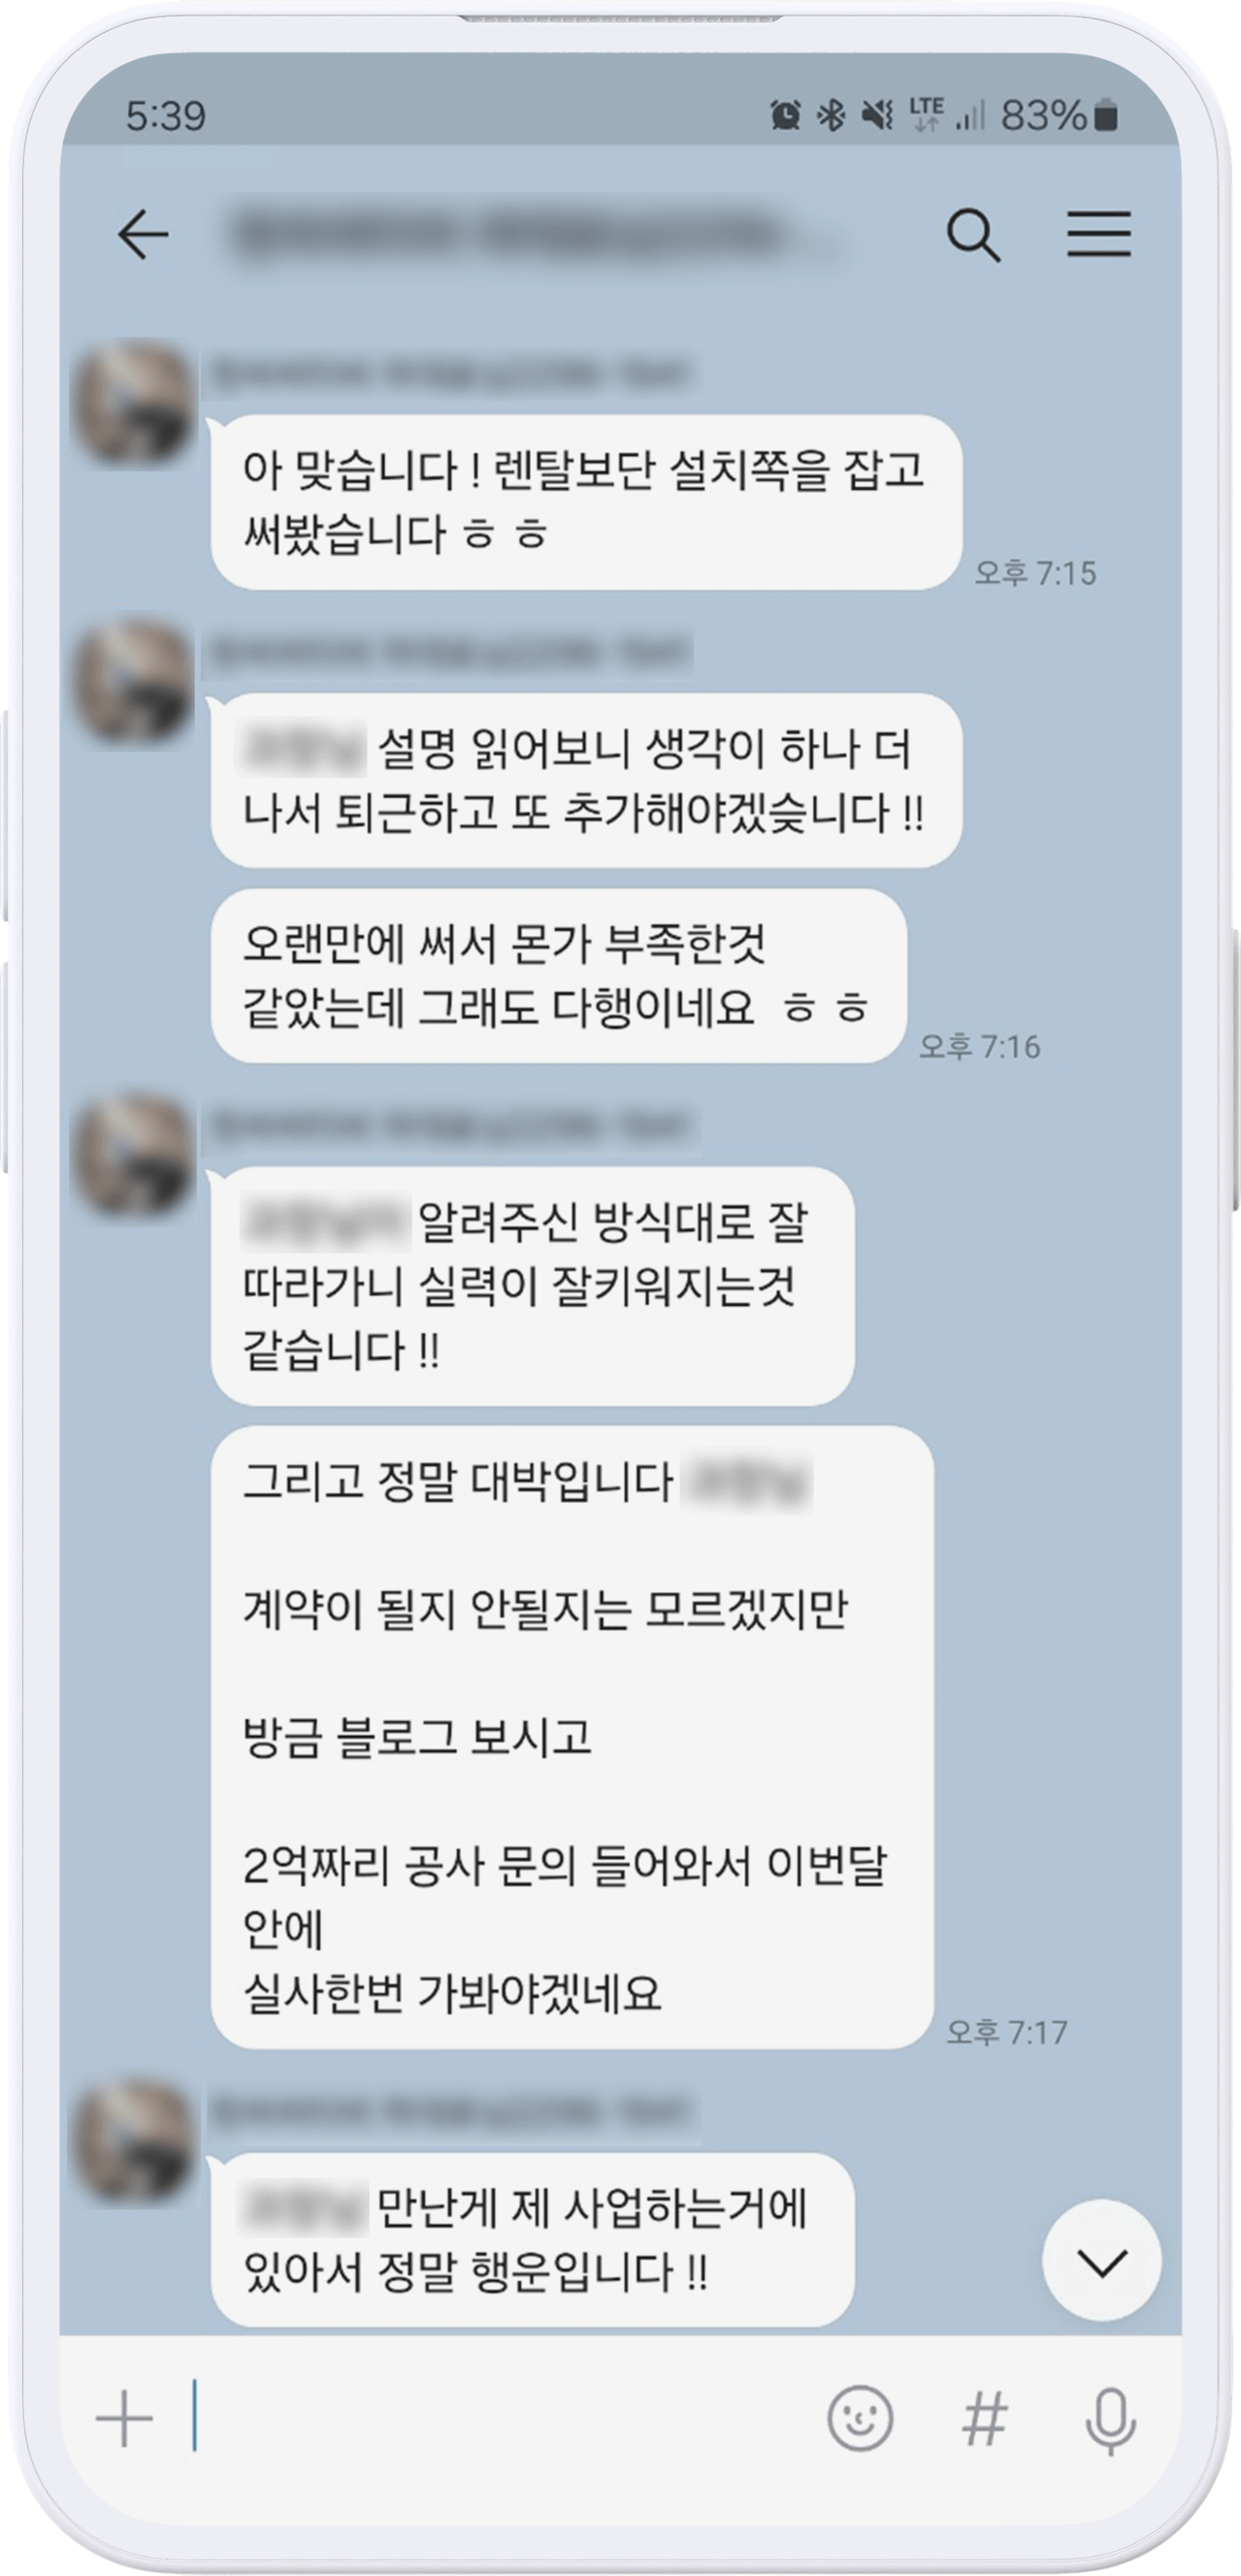 5:39
LTE
83%
아 맞습니다 ! 렌탈보단 설치쪽을 잡고
써봤습니다 ㅎ ㅎ
오후 7:15
설명 읽어보니 생각이 하나 더
나서 퇴근하고 또 추가해야겠슺니다 !!
오랜만에 써서 몬가 부족한것
같았는데 그래도 다행이네요 ㅎ ㅎ
오후 7:16
알려주신 방식대로 잘
따라가니 실력이 잘키워지는것
같습니다 !!
그리고 정말 대박입니다
계약이 될지 안될지는 모르겠지만
방금 블로그 보시고
2억짜리 공사 문의 들어와서 이번달
안에
실사한번 가봐야겠네요
오후 7:17
만난게 제 사업하는거에
있아서 정말 행운입니다 !!
#